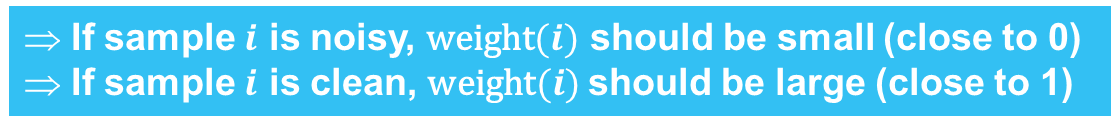 ⇒ If sample i is noisy, weight(i) should be small (close to 0)
⇒ If sample i is clean, weight(i) should be large (close to 1)